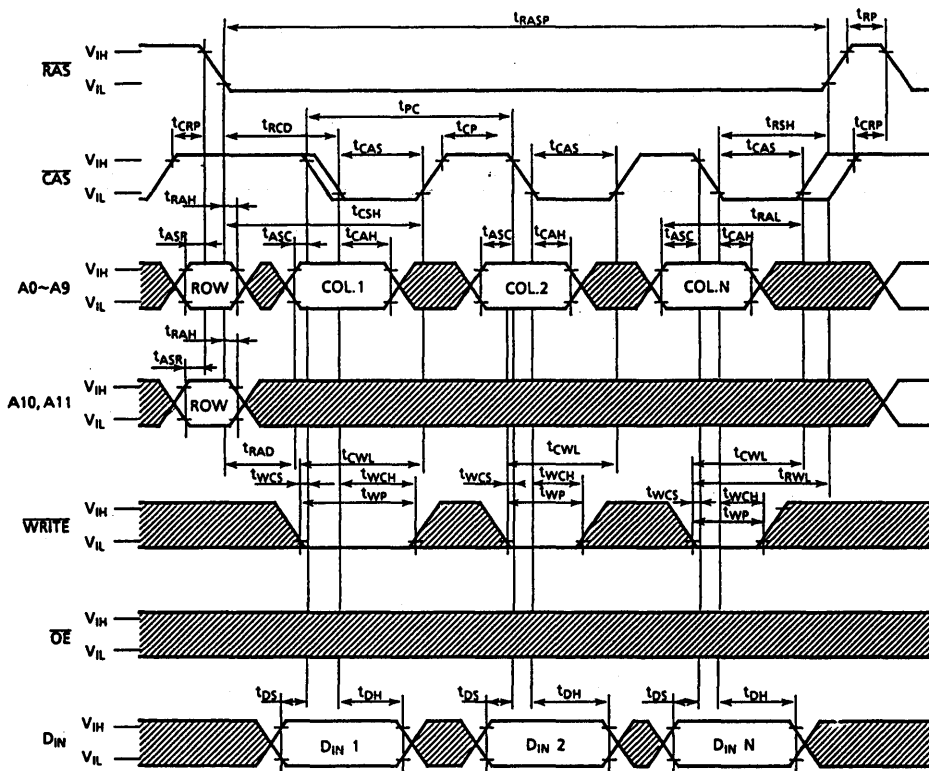 tRASP tRP
RAS VIH
VIL
tCRP tRCD tPC tCP tRSH tCRP
tCAS tCAS tCAS
CAS VIH
VIL
tRAH tCSH tRAL
tASR tASC tCAH tASC tCAH tASC tCAH
A0~A9 VIH
VIL
ROW COL.1 COL.2 COL.N
tRAH
tASR
A10, A11 VIH
VIL
ROW
tRAD tCWL tCWL tCWL
tWCS tWCH tWCS tWCH tRWL
tWP tWP tWCS tWCH
tWP
WRITE VIH
VIL
OE VIH
VIL
tDS tDH tDS tDH tDS tDH
DIN VIH
VIL
DIN 1 DIN 2 DIN N